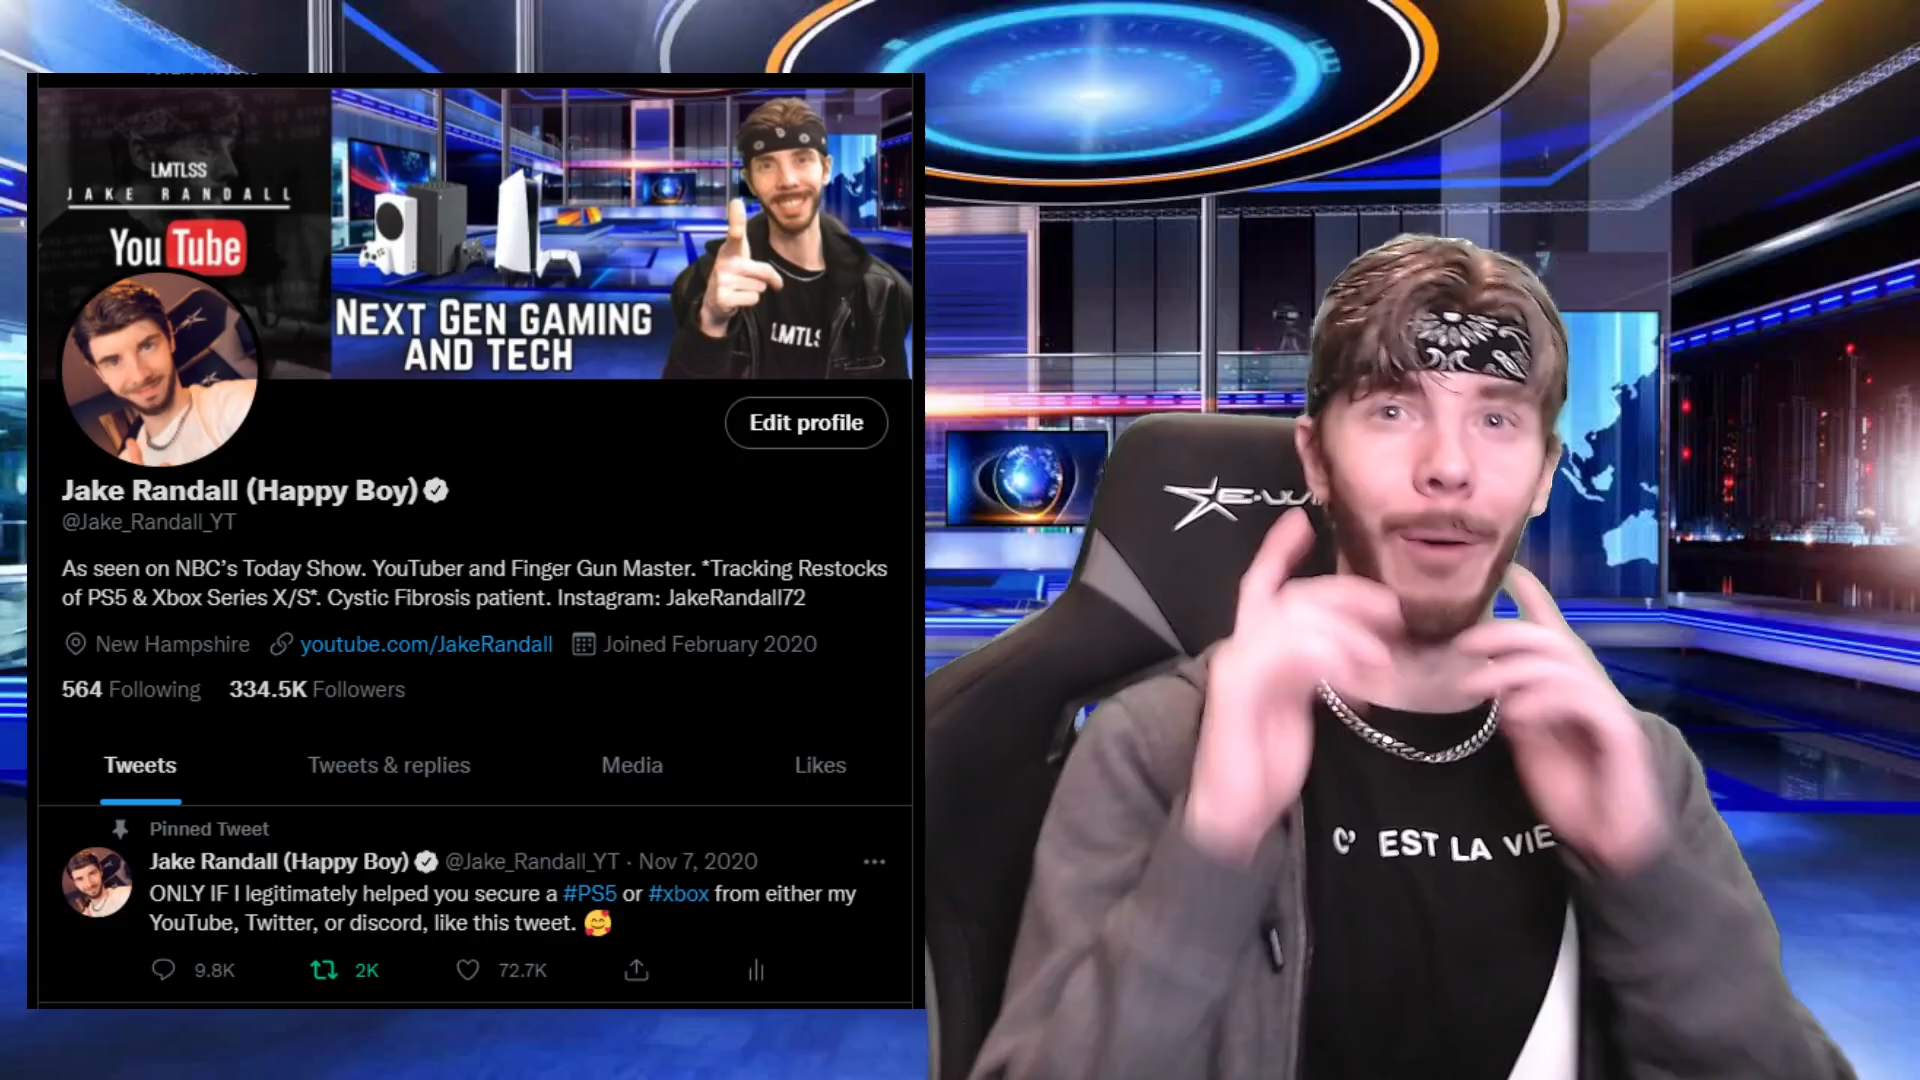 LMTLSS
JAKE RANDALL
YouTube
NEXT GEN GAMING
AND TECH
LMTLS
Edit profile
Jake Randall (Happy Boy)
@Jake_Randall_YT
As seen on NBC's Today Show. YouTuber and Finger Gun Master. *Tracking Restocks
of PS5 & Xbox Series X/S*. Cystic Fibrosis patient. Instagram: JakeRandall72
New Hampshire youtube.com/JakeRandall Joined February 2020
564 Following 334.5K Followers
Tweets Tweets & replies Media Likes
Pinned Tweet
Jake Randall (Happy Boy) @Jake_Randall_YT · Nov 7, 2020
ONLY IF I legitimately helped you secure a #PS5 or #xbox from either my
YouTube, Twitter, or discord, like this tweet. 🥰
9.8K 2K 72.7K
E-WI
C' EST LA VIE